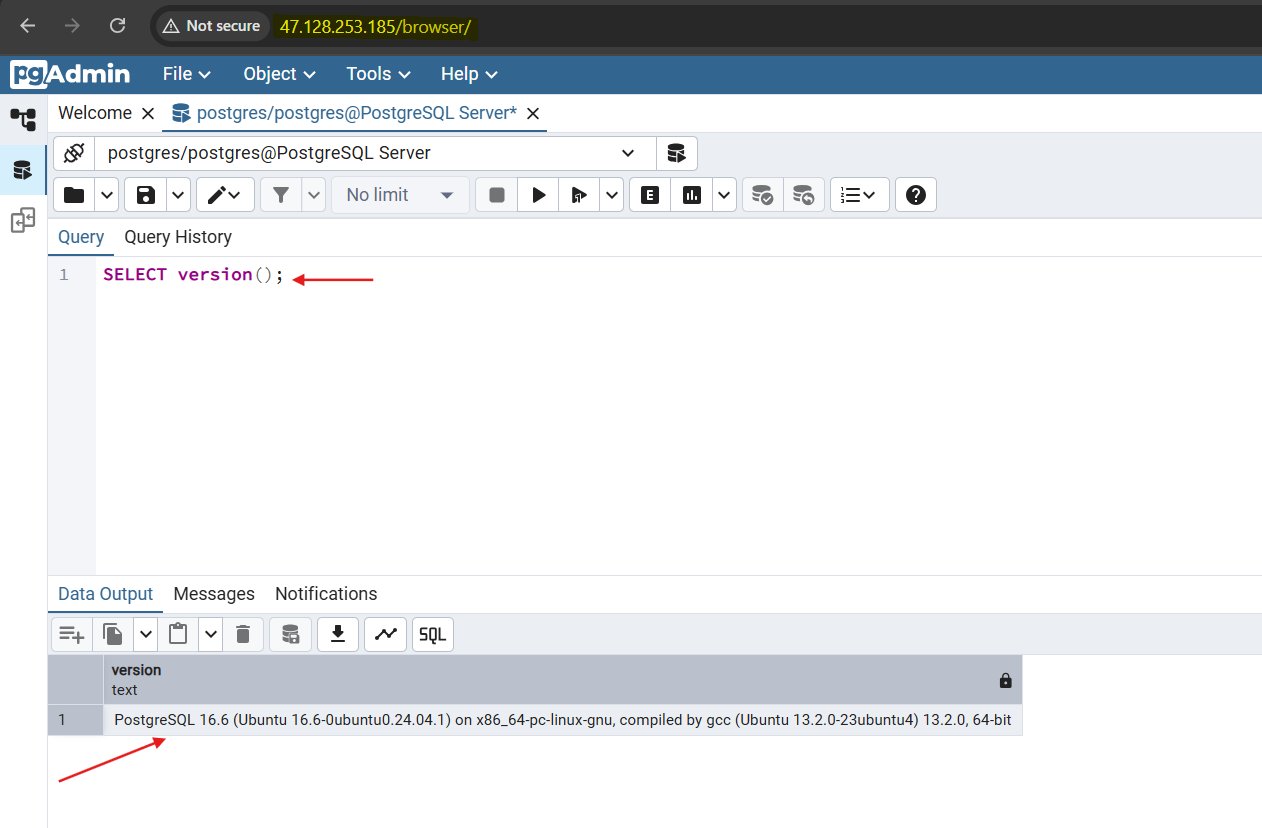 Not secure 47.128.253.185/browser/
pgAdmin File Object Tools Help
Welcome postgres/postgres@PostgreSQL Server*
postgres/postgres@PostgreSQL Server
No limit E
Query Query History
1 SELECT version();
Data Output Messages Notifications
SQL
version
text
1 PostgreSQL 16.6 (Ubuntu 16.6-0ubuntu0.24.04.1) on x86_64-pc-linux-gnu, compiled by gcc (Ubuntu 13.2.0-23ubuntu4) 13.2.0, 64-bit